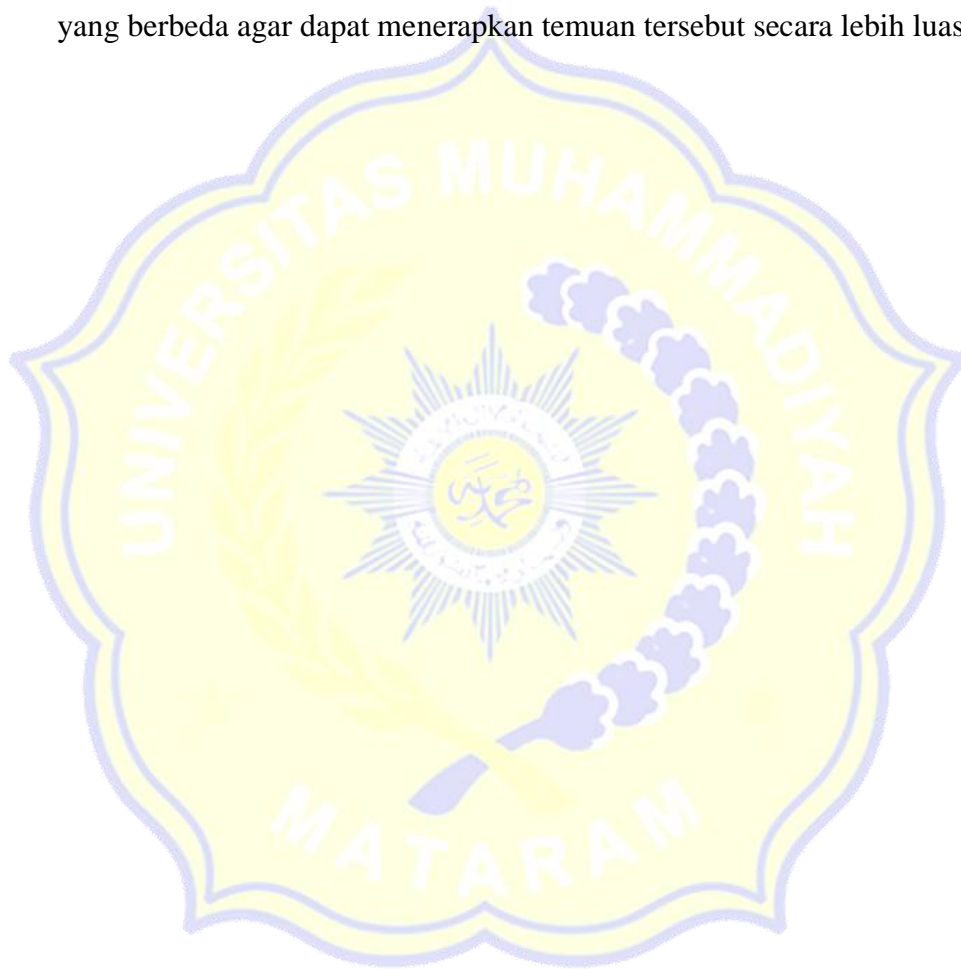 yang berbeda agar dapat menerapkan temuan tersebut secara lebih luas
UNIVERSITAS MUHAMMADIYAH
MATARAM